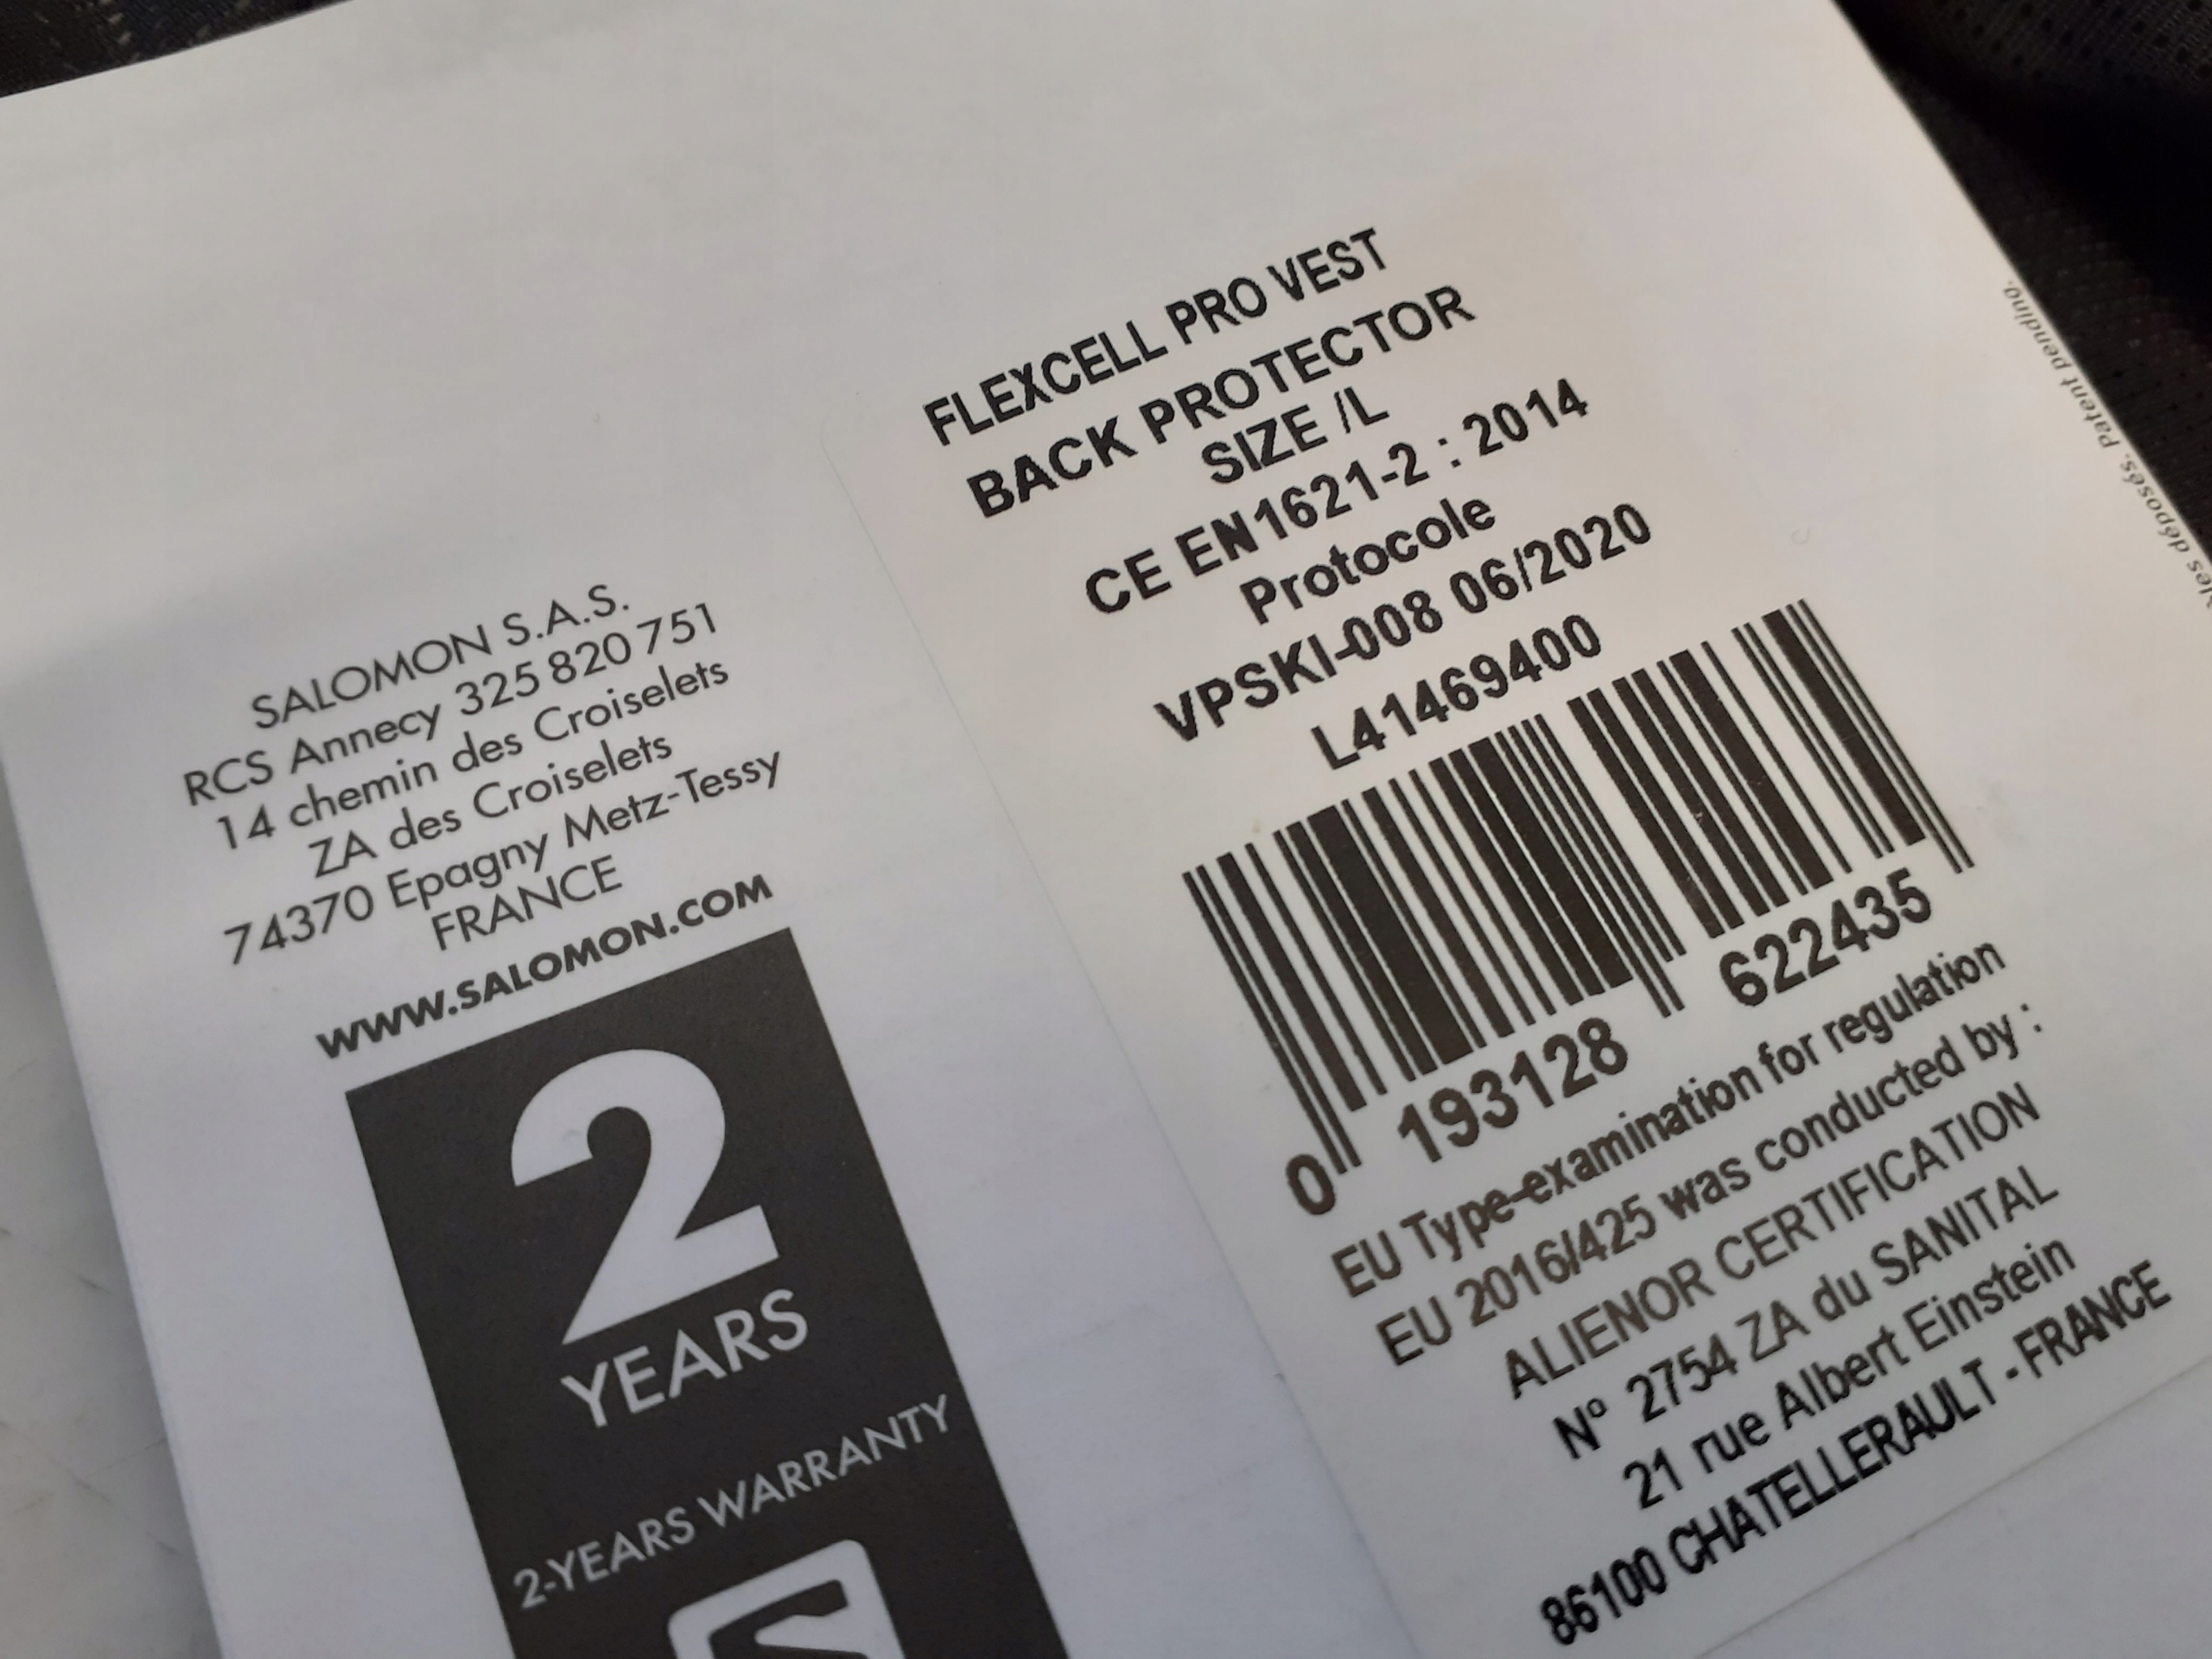 SALOMON S.A.S.
RCS Annecy 325 820 751
14 chemin des Croiselets
ZA des Croiselets
74370 Epagny Metz-Tessy
FRANCE
WWW.SALOMON.COM
2
YEARS
2-YEARS WARRANTY
FLEXCELL PRO VEST
BACK PROTECTOR
SIZE /L
CE EN1621-2 : 2014
Protocole
VPSKI-008 06/2020
L41469400
0 193128 622435
EU Type-examination for regulation
EU 2016/425 was conducted by :
ALIENOR CERTIFICATION
N° 2754 ZA du SANITAL
21 rue Albert Einstein
86100 CHATELLERAULT - FRANCE
déposés. Patent pending.